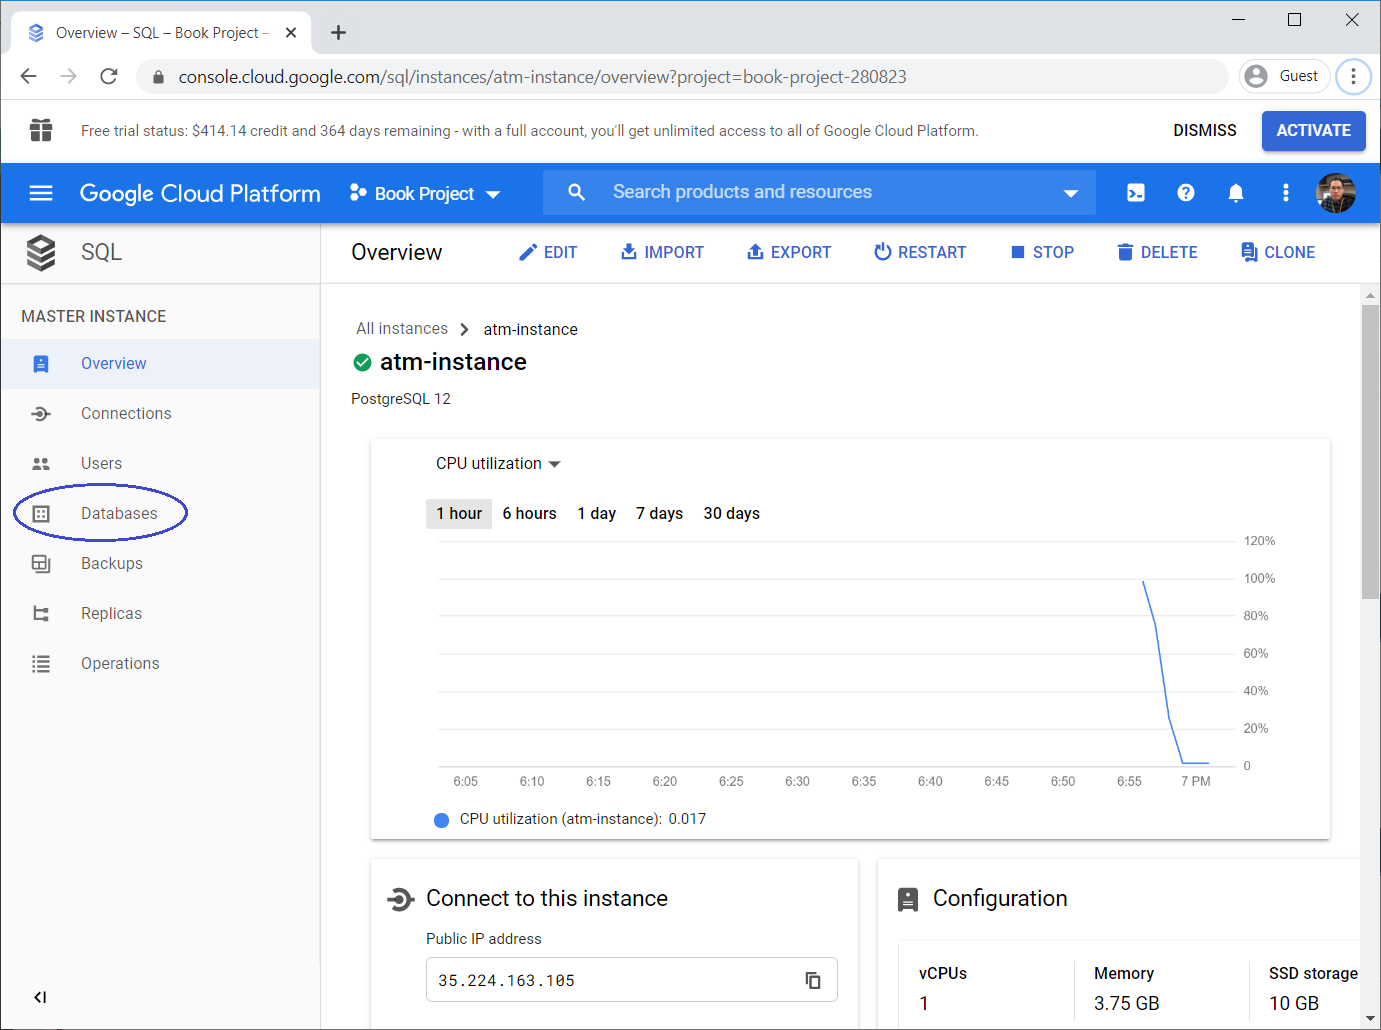 Overview – SQL – Book Project –
console.cloud.google.com/sql/instances/atm-instance/overview?project=book-project-280823
Guest
Free trial status: $414.14 credit and 364 days remaining - with a full account, you'll get unlimited access to all of Google Cloud Platform.
DISMISS
ACTIVATE
Google Cloud Platform
Book Project
Search products and resources
SQL
Overview
EDIT
IMPORT
EXPORT
RESTART
STOP
DELETE
CLONE
MASTER INSTANCE
Overview
Connections
Users
Databases
Backups
Replicas
Operations
All instances
atm-instance
atm-instance
PostgreSQL 12
CPU utilization
1 hour
6 hours
1 day
7 days
30 days
120%
100%
80%
60%
40%
20%
0
6:05
6:10
6:15
6:20
6:25
6:30
6:35
6:40
6:45
6:50
6:55
7 PM
CPU utilization (atm-instance): 0.017
Connect to this instance
Public IP address
35.224.163.105
Configuration
vCPUs
1
Memory
3.75 GB
SSD storage
10 GB